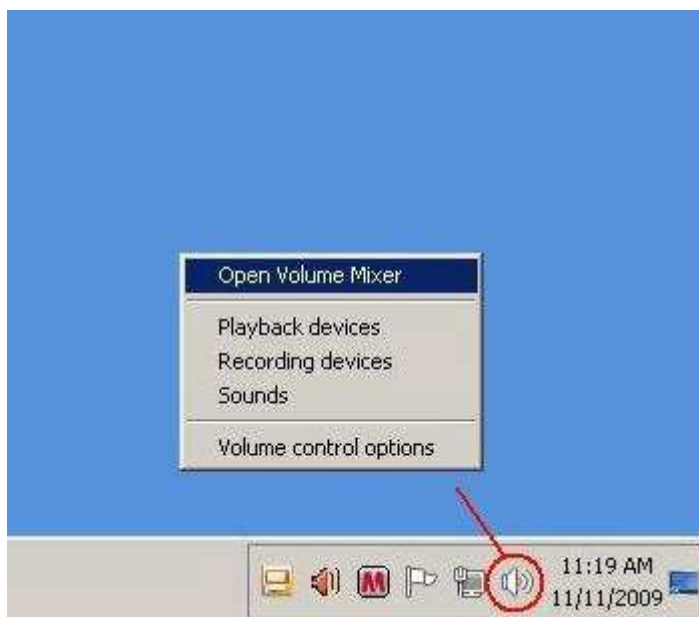 Open Volume Mixer
Playback devices
Recording devices
Sounds
Volume control options
M
11:19 AM
11/11/2009